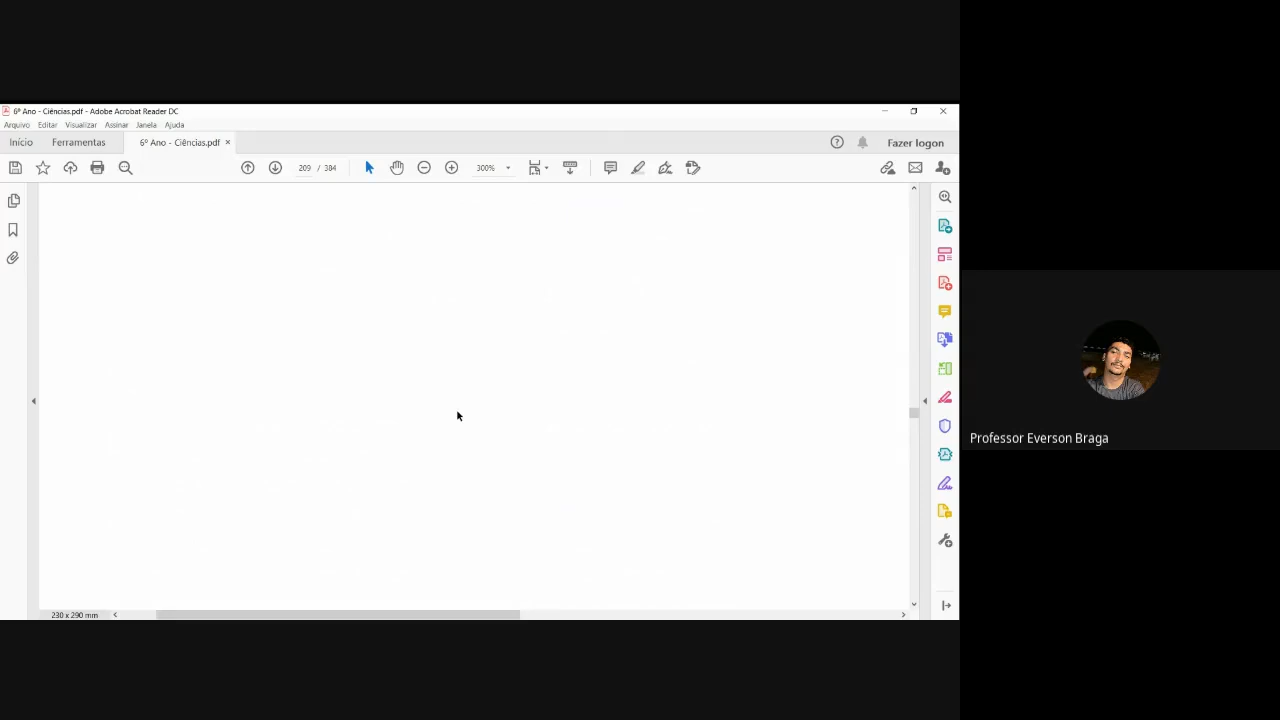 6º Ano - Ciências.pdf - Adobe Acrobat Reader DC
Arquivo Editar Visualizar Assinar Janela Ajuda
Início Ferramentas 6º Ano - Ciências.pdf × Fazer logon
209 / 384 300%
230 x 290 mm
Professor Everson Braga